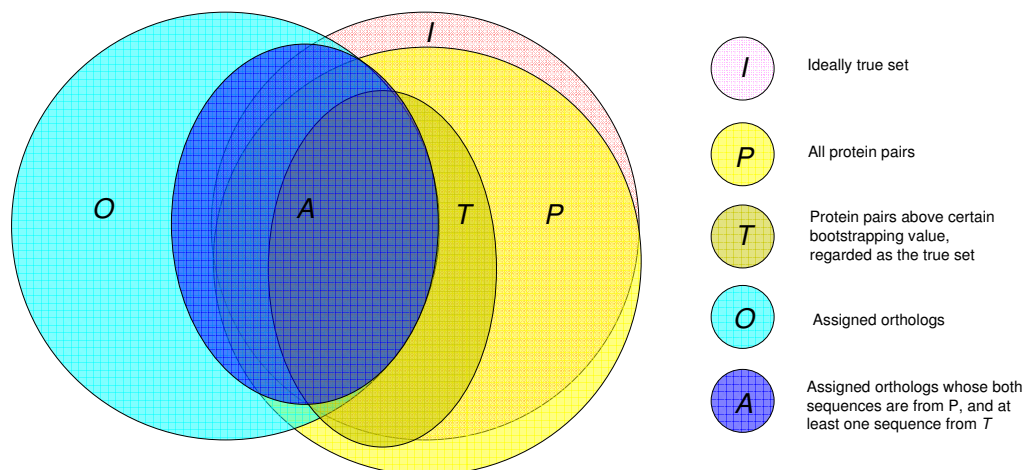 I
O
A
T
P
I
Ideally true set
P
All protein pairs
T
Protein pairs above certain
bootstrapping value,
regarded as the true set
O
Assigned orthologs
A
Assigned orthologs whose both
sequences are from P, and at
least one sequence from T